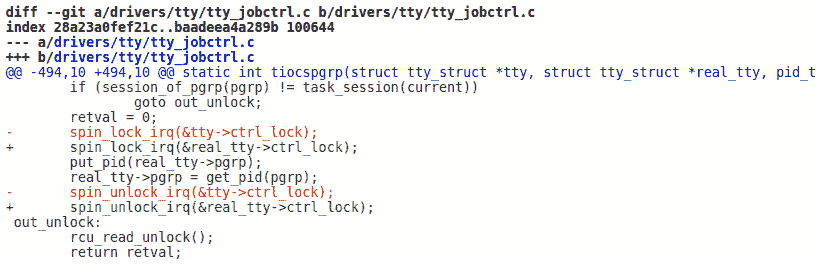 diff --git a/drivers/tty/tty_jobctrl.c b/drivers/tty/tty_jobctrl.c
index 28a23a0fef21c..baadeea4a289b 100644
--- a/drivers/tty/tty_jobctrl.c
+++ b/drivers/tty/tty_jobctrl.c
@@ -494,10 +494,10 @@ static int tiocspgrp(struct tty_struct *tty, struct tty_struct *real_tty, pid_t
        if (session_of_pgrp(pgrp) != task_session(current))
                goto out_unlock;
        retval = 0;
-       spin_lock_irq(&tty->ctrl_lock);
+       spin_lock_irq(&real_tty->ctrl_lock);
        put_pid(real_tty->pgrp);
        real_tty->pgrp = get_pid(pgrp);
-       spin_unlock_irq(&tty->ctrl_lock);
+       spin_unlock_irq(&real_tty->ctrl_lock);
 out_unlock:
        rcu_read_unlock();
        return retval;